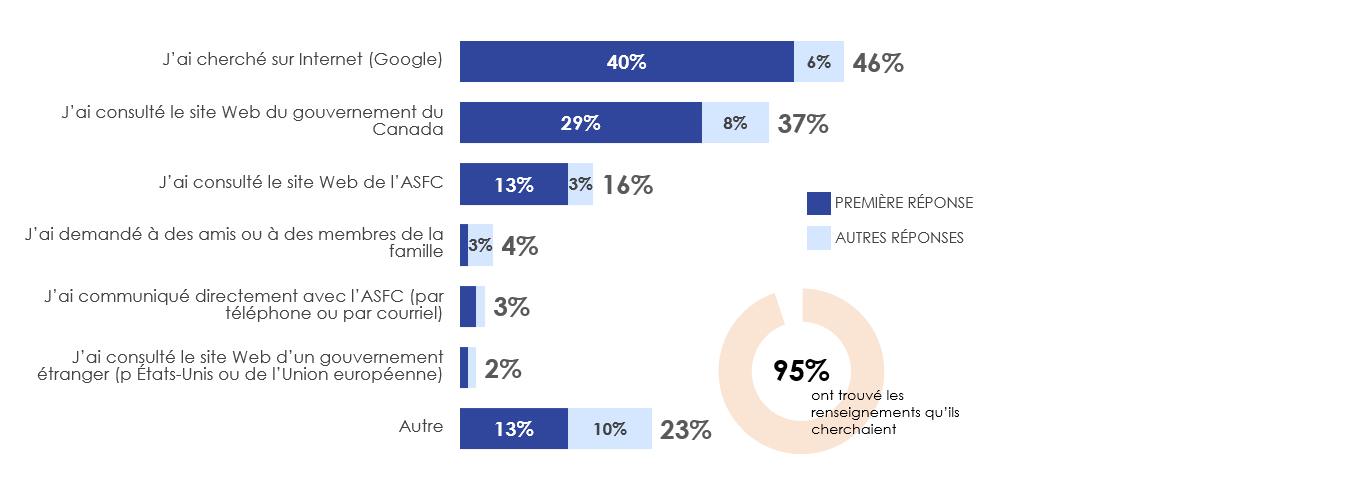 J'ai cherché sur Internet (Google)
40%
6%
46%
J'ai consulté le site Web du gouvernement du
Canada
29%
8%
37%
J'ai consulté le site Web de l'ASFC
13%
3%
16%
J'ai demandé à des amis ou à des membres de la
famille
3%
4%
J'ai communiqué directement avec l'ASFC (par
téléphone ou par courriel)
3%
J'ai consulté le site Web d'un gouvernement
étranger (p États-Unis ou de l'Union européenne)
2%
Autre
13%
10%
23%
PREMIÈRE RÉPONSE
AUTRES RÉPONSES
95%
ont trouvé les
renseignements qu'ils
cherchaient